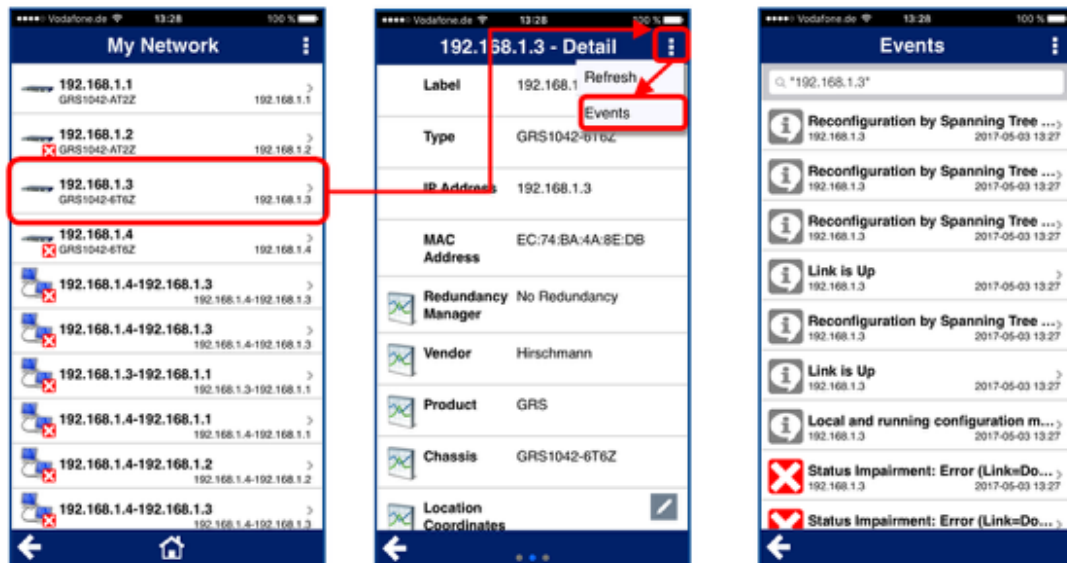 Vodafone.de 13:28 100 %
My Network
192.168.1.1
GRS1042-AT2Z 192.168.1.1
192.168.1.2
GRS1042-AT2Z 192.168.1.2
192.168.1.3
GRS1042-6T6Z 192.168.1.3
192.168.1.4
GRS1042-6T6Z 192.168.1.4
192.168.1.4-192.168.1.3
192.168.1.4-192.168.1.3
192.168.1.4-192.168.1.3
192.168.1.4-192.168.1.3
192.168.1.3-192.168.1.1
192.168.1.3-192.168.1.1
192.168.1.4-192.168.1.1
192.168.1.4-192.168.1.1
192.168.1.4-192.168.1.2
192.168.1.4-192.168.1.2
192.168.1.4-192.168.1.3
192.168.1.4-192.168.1.3
Vodafone.de 13:28 100 %
192.168.1.3 - Detail
Refresh
Events
Label 192.168.1
Type GRS1042-6T6Z
IP Address 192.168.1.3
MAC EC:74:BA:4A:8E:DB
Address
Redundancy No Redundancy
Manager
Vendor Hirschmann
Product GRS
Chassis GRS1042-6T6Z
Location
Coordinates
Vodafone.de 13:28 100 %
Events
"192.168.1.3"
Reconfiguration by Spanning Tree ...
192.168.1.3 2017-05-03 13:27
Reconfiguration by Spanning Tree ...
192.168.1.3 2017-05-03 13:27
Reconfiguration by Spanning Tree ...
192.168.1.3 2017-05-03 13:27
Link is Up
192.168.1.3 2017-05-03 13:27
Reconfiguration by Spanning Tree ...
192.168.1.3 2017-05-03 13:27
Link is Up
192.168.1.3 2017-05-03 13:27
Local and running configuration m...
192.168.1.3 2017-05-03 13:27
Status Impairment: Error (Link=Do...
192.168.1.3 2017-05-03 13:27
Status Impairment: Error (Link=Do...